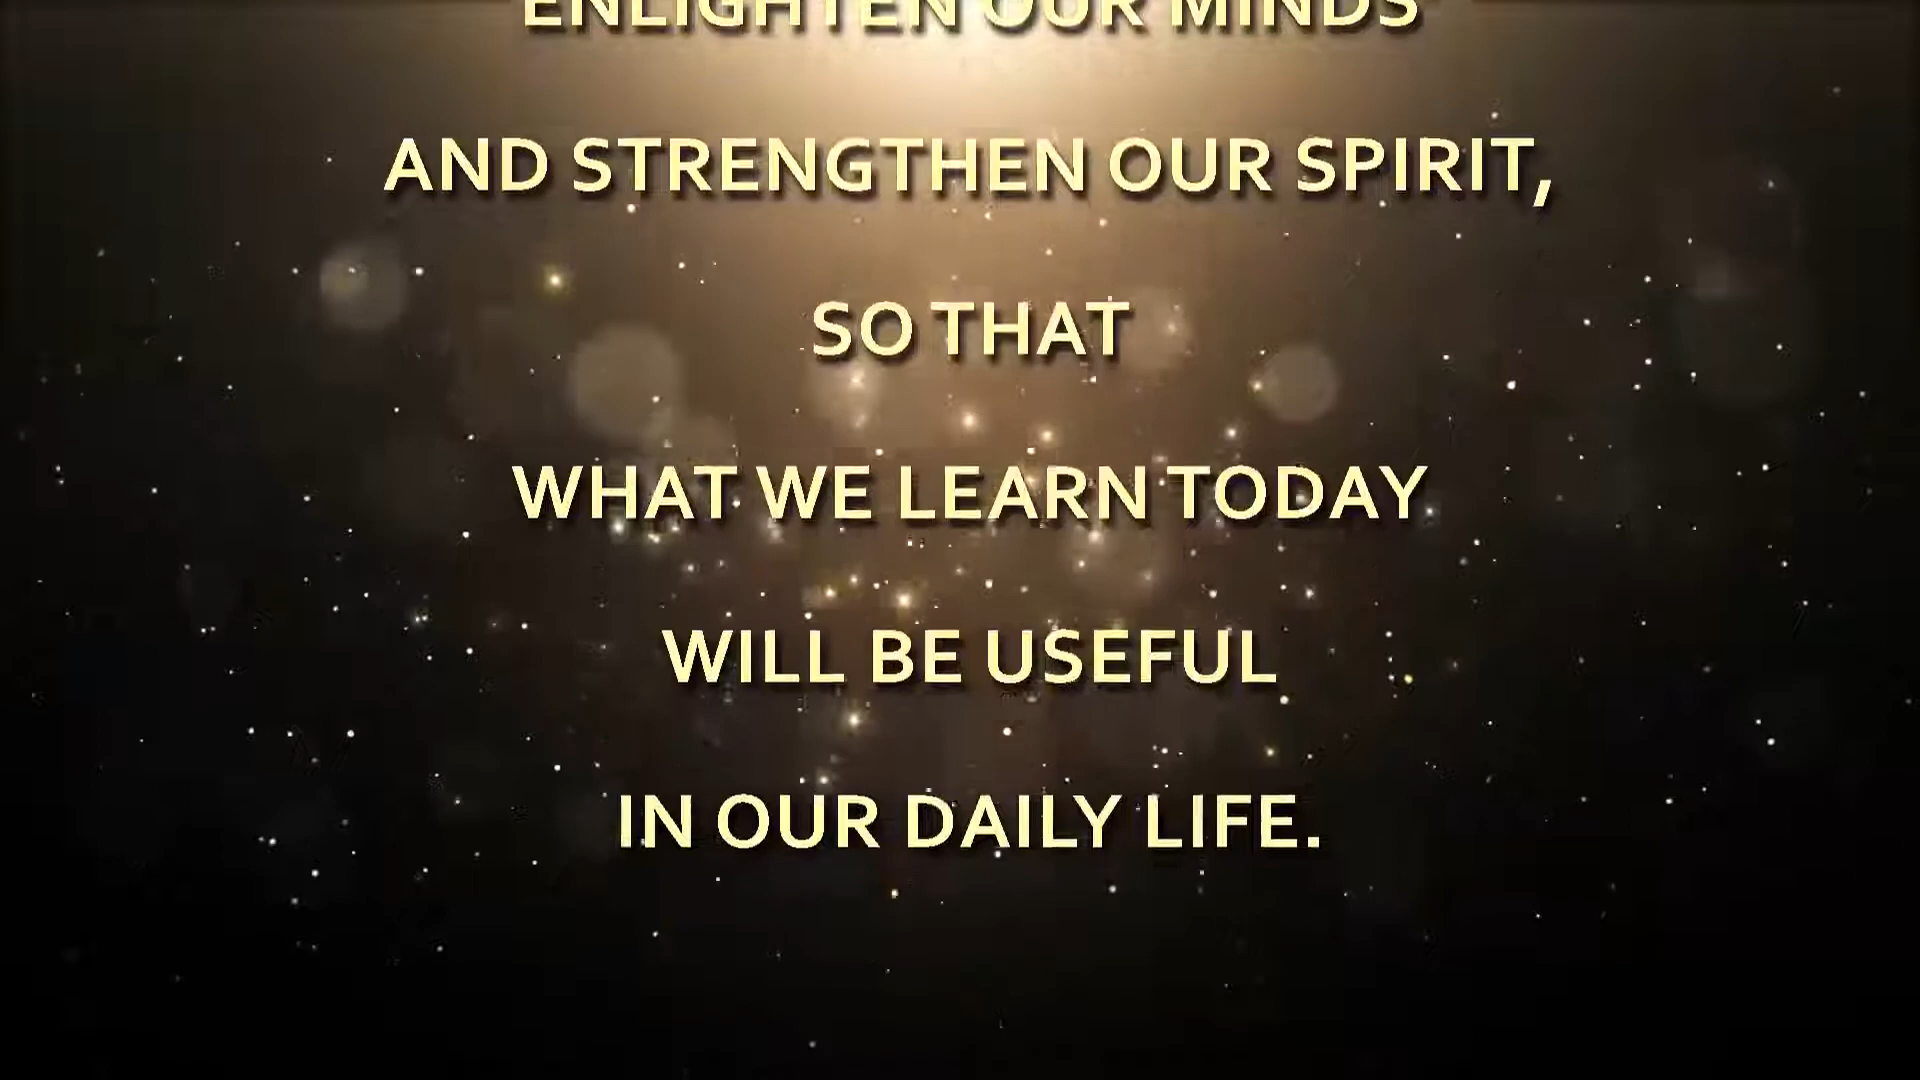 ENLIGHTEN OUR MINDS
AND STRENGTHEN OUR SPIRIT,
SO THAT
WHAT WE LEARN TODAY
WILL BE USEFUL
IN OUR DAILY LIFE.